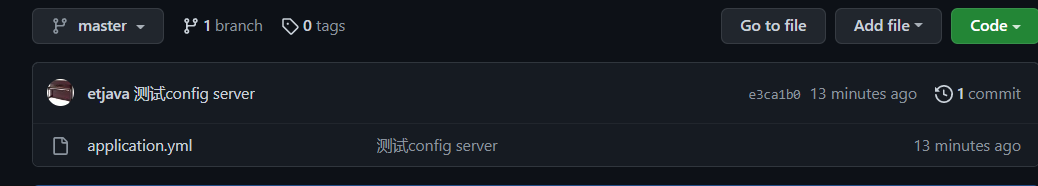 master 1 branch 0 tags Go to file Add file Code
etjava 测试config server e3ca1b0 13 minutes ago 1 commit
application.yml 测试config server 13 minutes ago